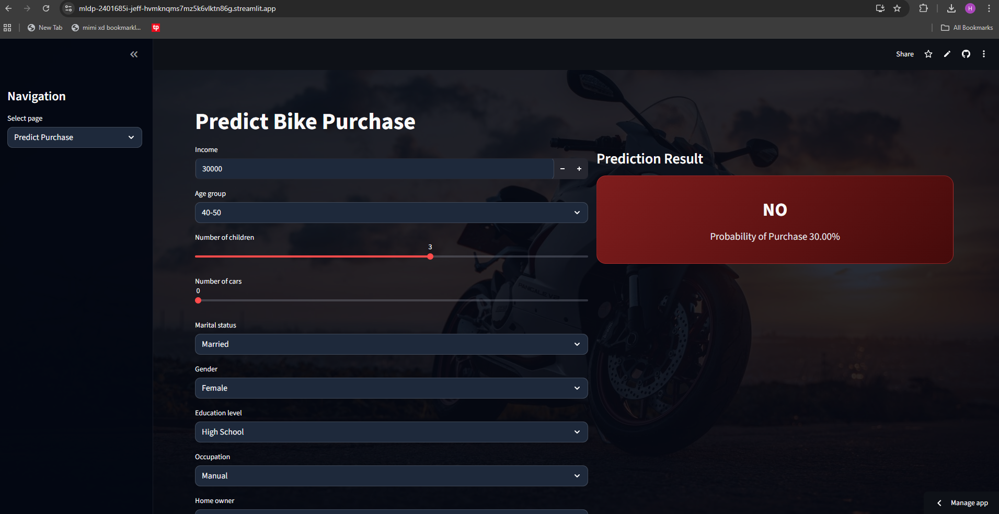 mldp-2401685i-jeff-hvmknqms7mz5k6vlktn86g.streamlit.app
H
New Tab
mimi xd bookmarkl...
tp
All Bookmarks
Share
Navigation
Select page
Predict Purchase
Predict Bike Purchase
Income
30000
Age group
40-50
Number of children
3
Number of cars
0
Marital status
Married
Gender
Female
Education level
High School
Occupation
Manual
Home owner
Prediction Result
NO
Probability of Purchase 30.00%
PANIGALE V2
Manage app